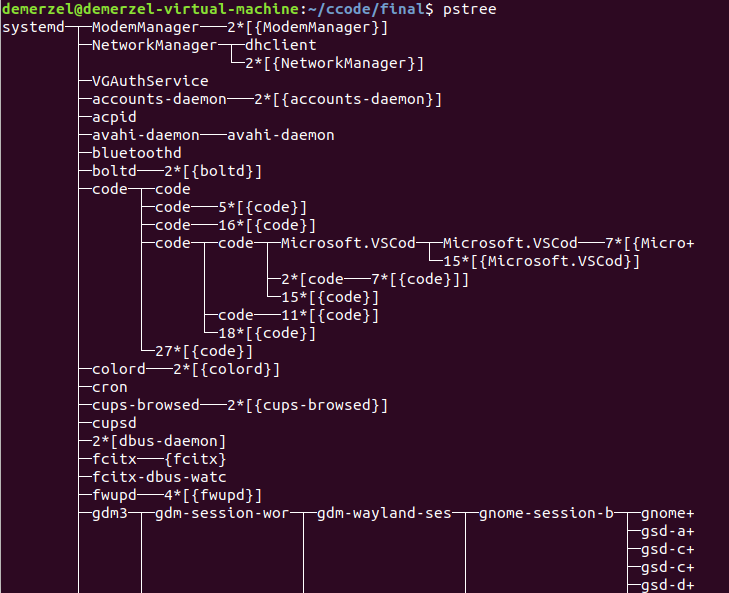 demerzel@demerzel-virtual-machine:~/ccode/final$ pstree
systemd─┬─ModemManager───2*[{ModemManager}]
        ├─NetworkManager─┬─dhclient
        │                └─2*[{NetworkManager}]
        ├─VGAuthService
        ├─accounts-daemon───2*[{accounts-daemon}]
        ├─acpid
        ├─avahi-daemon───avahi-daemon
        ├─bluetoothd
        ├─boltd───2*[{boltd}]
        ├─code─┬─code
        │      ├─code───5*[{code}]
        │      ├─code───16*[{code}]
        │      ├─code─┬─code─┬─Microsoft.VSCod─┬─Microsoft.VSCod───7*[{Micro+
        │      │      │      │                 └─15*[{Microsoft.VSCod}]
        │      │      │      ├─2*[code───7*[{code}]]
        │      │      │      └─15*[{code}]
        │      │      ├─code───11*[{code}]
        │      │      └─18*[{code}]
        │      └─27*[{code}]
        ├─colord───2*[{colord}]
        ├─cron
        ├─cups-browsed───2*[{cups-browsed}]
        ├─cupsd
        ├─2*[dbus-daemon]
        ├─fcitx───{fcitx}
        ├─fcitx-dbus-watc
        ├─fwupd───4*[{fwupd}]
        ├─gdm3─┬─gdm-session-wor─┬─gdm-wayland-ses─┬─gnome-session-b─┬─gnome+
        │      │                 │                 │                 ├─gsd-a+
        │      │                 │                 │                 ├─gsd-c+
        │      │                 │                 │                 ├─gsd-c+
        │      │                 │                 │                 ├─gsd-d+